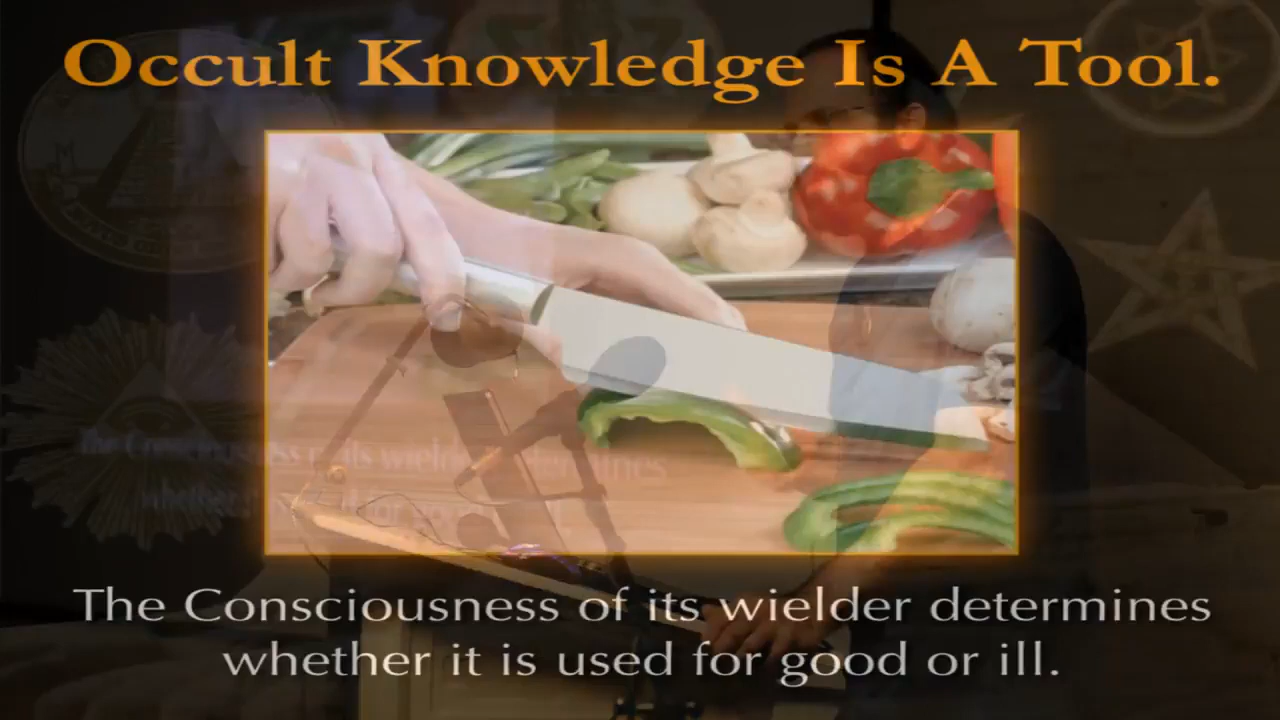 Occult Knowledge Is A Tool.
The Consciousness of its wielder determines
whether it is used for good or ill.